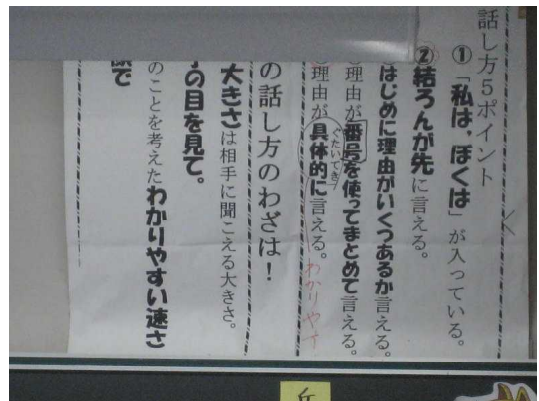 話し方5ポイント
①「私は、ぼくは」が入っている。
②結ろんが先に言える。
はじめに理由がいくつあるか言える。
理由が番号を使ってまとめて言える。
理由が具体的に言える。
ぐたいてき
わかりやす
の話し方のわざは！
大きさは相手に聞こえる大きさ。
の目を見て。
のことを考えたわかりやすい速さ
で